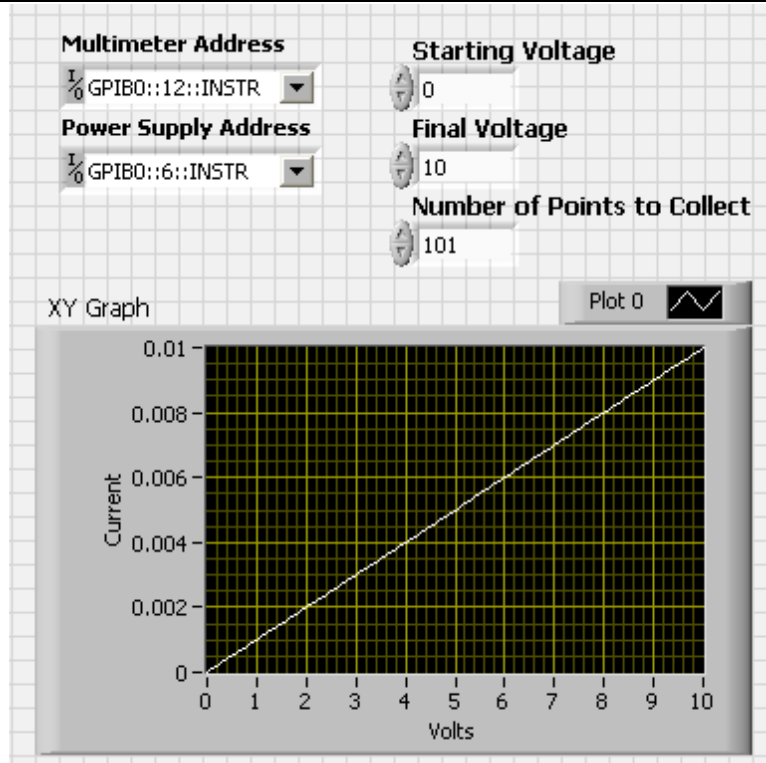 Multimeter Address
I/O GPIB0::12::INSTR
Power Supply Address
I/O GPIB0::6::INSTR
Starting Voltage
0
Final Voltage
10
Number of Points to Collect
101
XY Graph
Plot 0
0.01
0.008
0.006
0.004
0.002
0
Current
0 1 2 3 4 5 6 7 8 9 10
Volts